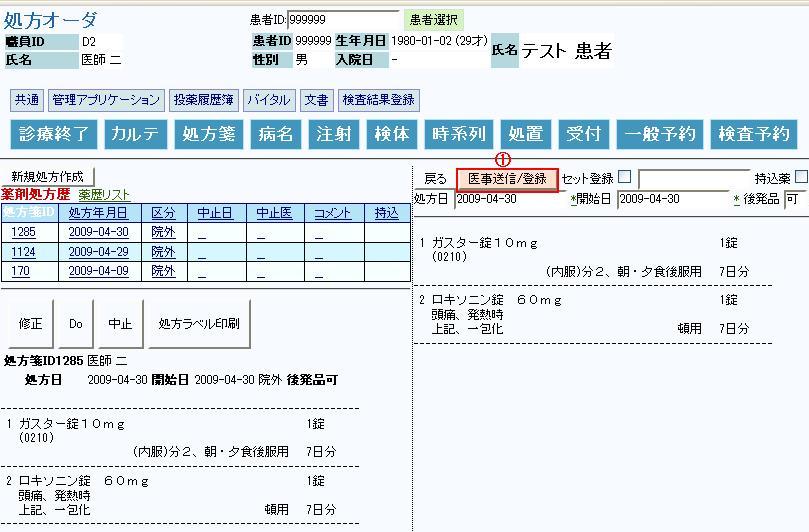 処方オーダ
患者ID: 999999 患者選択
職員ID D2
氏名 医師 二
患者ID 999999 生年月日 1980-01-02 (29才)
性別 男 入院日 -
氏名 テスト 患者
共通 管理アプリケーション 投薬履歴簿 バイタル 文書 検査結果登録
診療終了 カルテ 処方箋 病名 注射 検体 時系列 処置 受付 一般予約 検査予約
新規処方作成
薬剤処方歴 薬歴リスト
処方箋ID 処方年月日 区分 中止日 中止医 コメント 持込
1285 2009-04-30 院外 _ _ _
1124 2009-04-29 院外 _ _ _
170 2009-04-09 院外 _ _ _
修正 Do 中止 処方ラベル印刷
処方箋ID1285 医師 二
処方日 2009-04-30 開始日 2009-04-30 院外 後発品可
1 ガスター錠10mg 1錠
(0210)
(内服)分2、朝・夕食後服用 7日分
2 ロキソニン錠 60mg 1錠
頭痛、発熱時
上記、一包化 頓用 7日分
①
戻る 医事送信/登録 セット登録 持込薬
処方日 2009-04-30 *開始日 2009-04-30 * 後発品 可
1 ガスター錠10mg 1錠
(0210)
(内服)分2、朝・夕食後服用 7日分
2 ロキソニン錠 60mg 1錠
頭痛、発熱時
上記、一包化 頓用 7日分